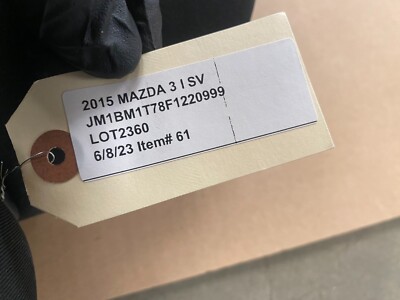 2015 MAZDA 3 I SV
JM1BM1T78F1220999
LOT2360
6/8/23 Item# 61